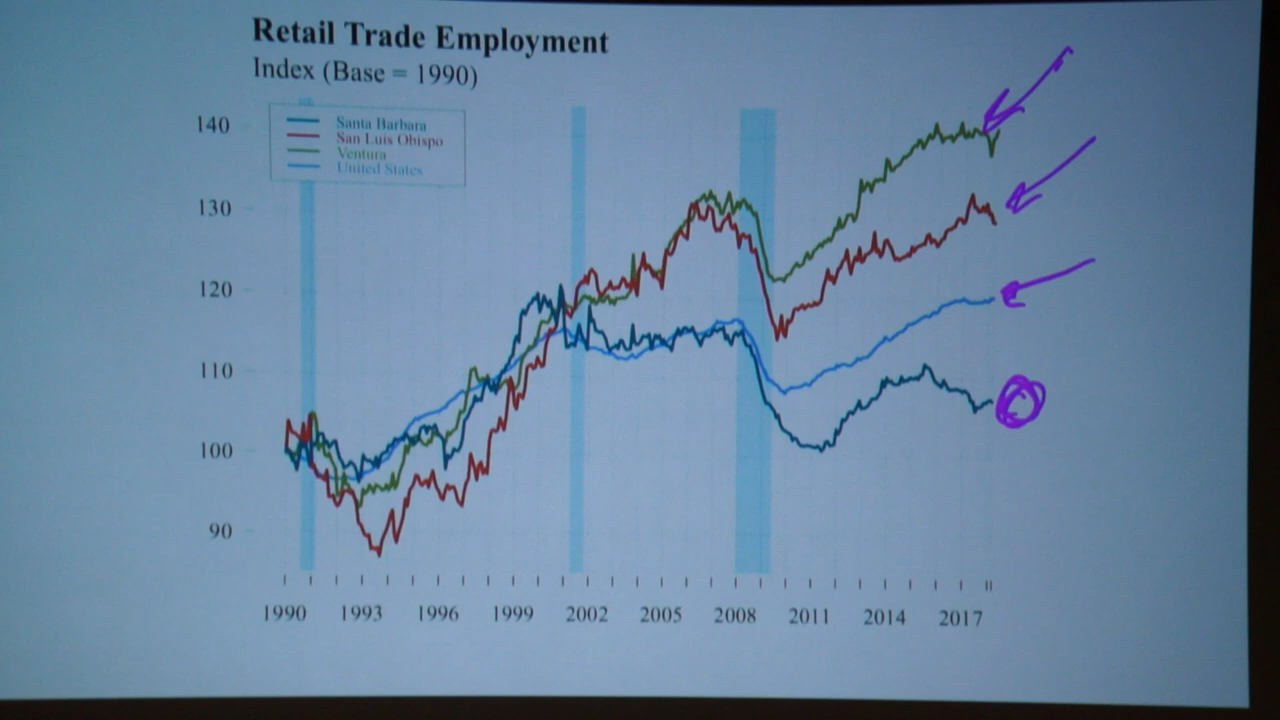 Retail Trade Employment
Index (Base = 1990)
Santa Barbara
San Luis Obispo
Ventura
United States
140
130
120
110
100
90
1990 1993 1996 1999 2002 2005 2008 2011 2014 2017